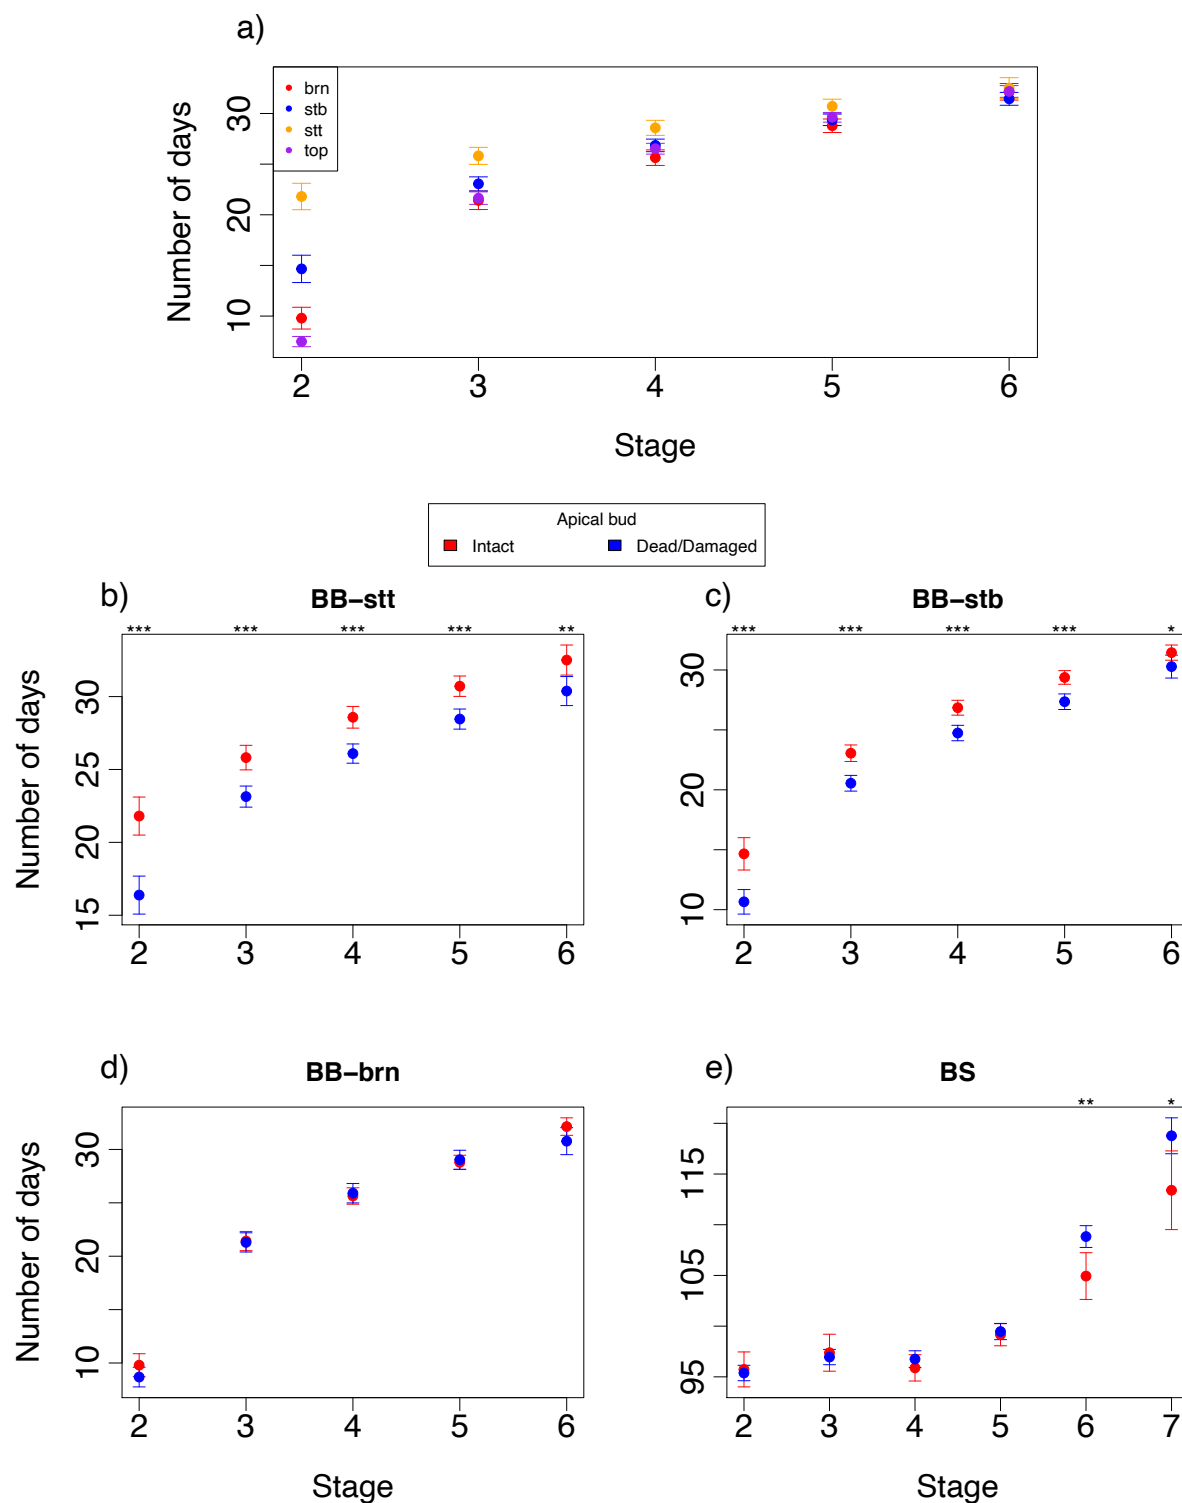 a)
brn
stb
stt
top
Number of days
10
20
30
2 3 4 5 6
Stage
Apical bud
Intact Dead/Damaged
b) BB−stt
*** *** *** *** **
Number of days
15
20
25
30
2 3 4 5 6
c) BB−stb
*** *** *** *** *
10
20
30
2 3 4 5 6
d) BB−brn
Number of days
10
20
30
2 3 4 5 6
Stage
e) BS
** *
95
105
115
2 3 4 5 6 7
Stage